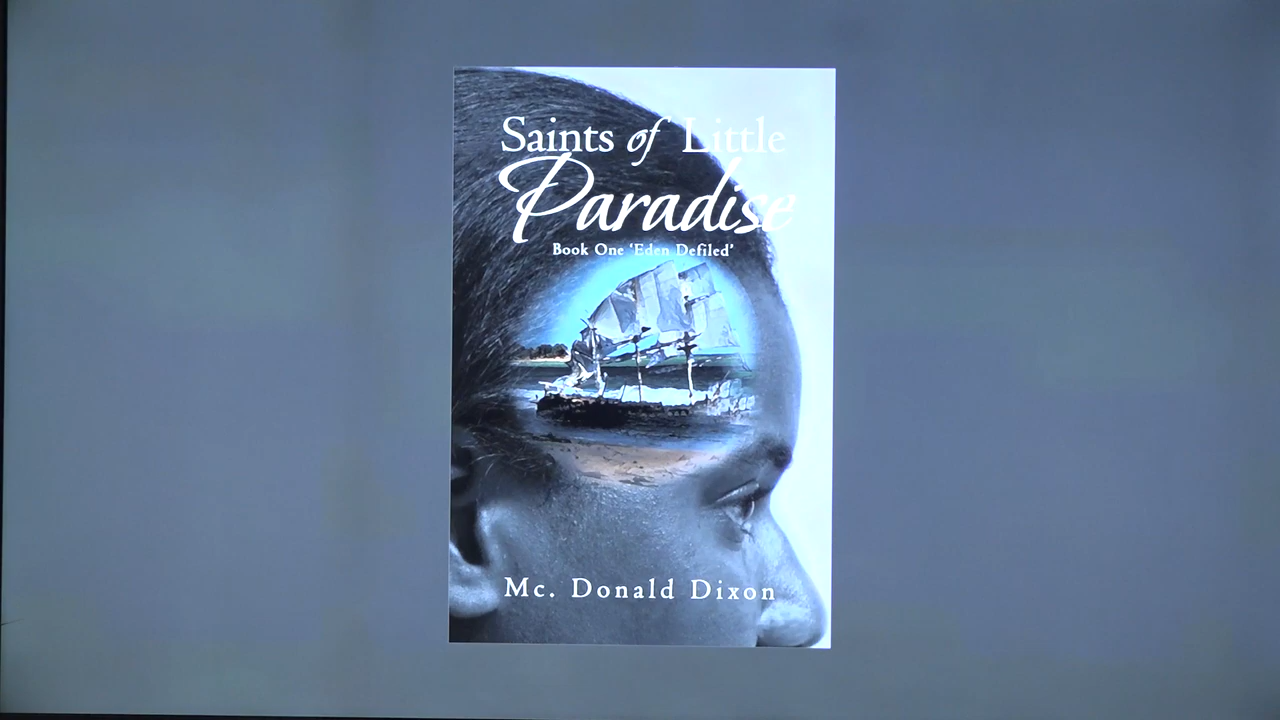 Saints of Little
Paradise
Book One 'Eden Defiled'
Mc. Donald Dixon